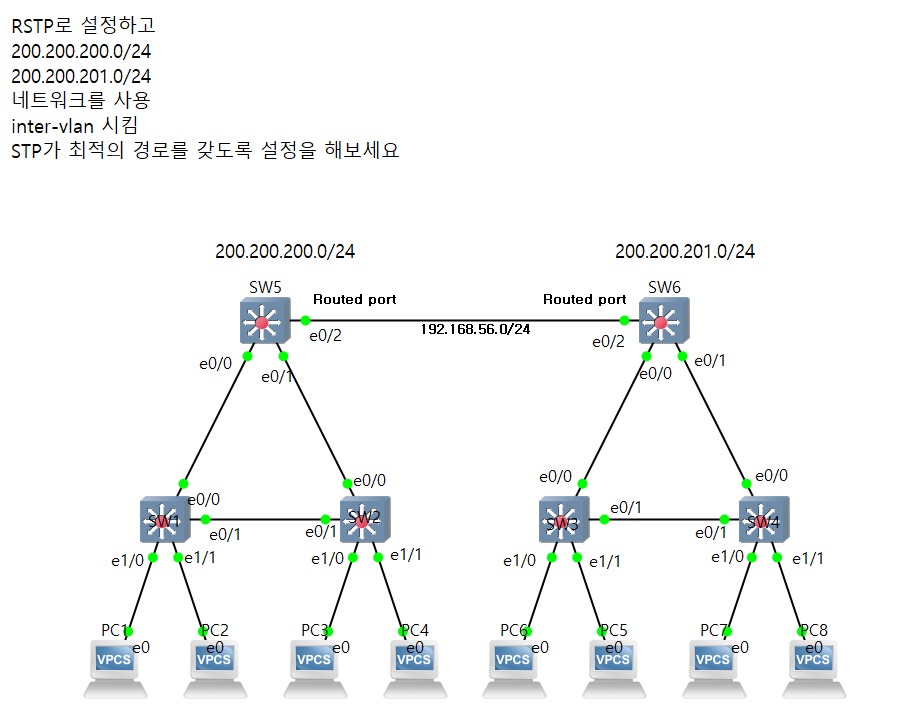 RSTP로 설정하고
200.200.200.0/24
200.200.201.0/24
네트워크를 사용
inter-vlan 시킴
STP가 최적의 경로를 갖도록 설정을 해보세요
200.200.200.0/24
200.200.201.0/24
SW5
SW6
Routed port
Routed port
192.168.56.0/24
e0/2
e0/2
e0/0
e0/1
e0/0
e0/1
e0/0
e0/0
e0/0
e0/0
SW1
SW2
SW3
SW4
e0/1
e0/1
e0/1
e0/1
e1/0
e1/1
e1/0
e1/1
e1/0
e1/1
e1/0
e1/1
PC1
PC2
PC3
PC4
PC6
PC5
PC7
PC8
e0
e0
e0
e0
e0
e0
e0
e0
VPCS
VPCS
VPCS
VPCS
VPCS
VPCS
VPCS
VPCS